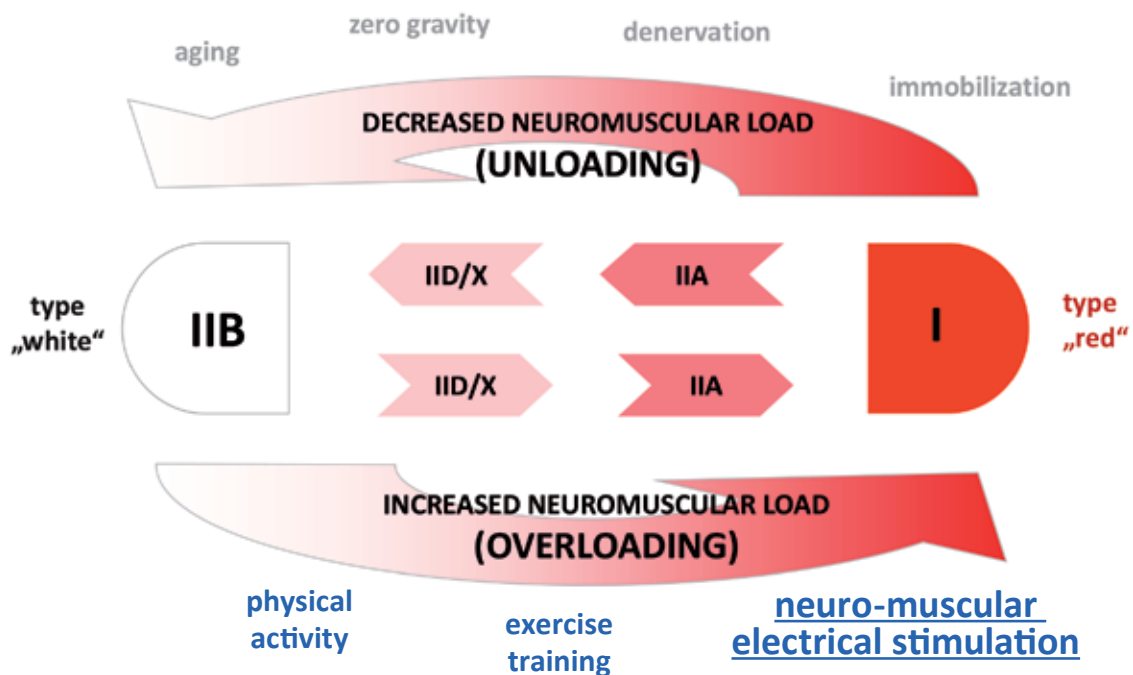 zero gravity
denervation
aging
immobilization
DECREASED NEUROMUSCULAR LOAD
(UNLOADING)
IID/X
IIA
type
„white“
IIB
I
type
„red“
IID/X
IIA
INCREASED NEUROMUSCULAR LOAD
(OVERLOADING)
physical
activity
exercise
training
neuro-muscular
electrical stimulation